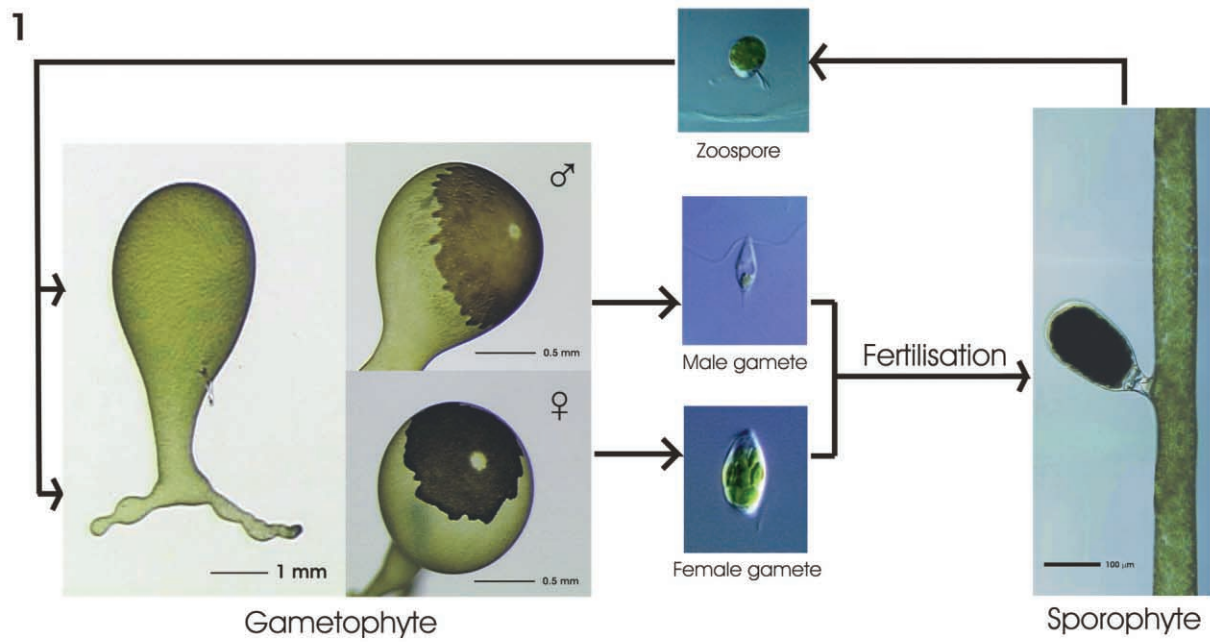 1
Zoospore
♂
0.5 mm
Male gamete
Fertilisation
♀
1 mm
0.5 mm
Female gamete
100 μm
Gametophyte
Sporophyte